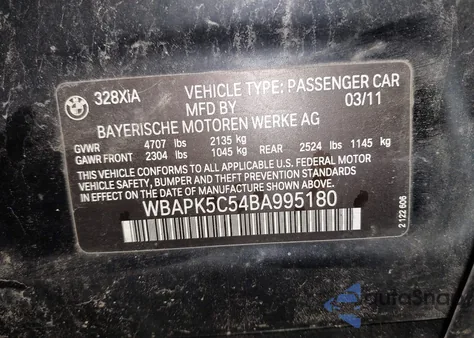 328XiA VEHICLE TYPE: PASSENGER CAR
MFD BY 03/11
BAYERISCHE MOTOREN WERKE AG
GVWR 4707 lbs 2135 kg
GAWR FRONT 2304 lbs 1045 kg REAR 2524 lbs 1145 kg
THIS VEHICLE CONFORMS TO ALL APPLICABLE U.S. FEDERAL MOTOR
VEHICLE SAFETY, BUMPER AND THEFT PREVENTION STANDARDS
IN EFFECT ON THE DATE OF MANUFACTURE SHOWN ABOVE.
WBAPK5C54BA995180
2 122 606
AutoSnap